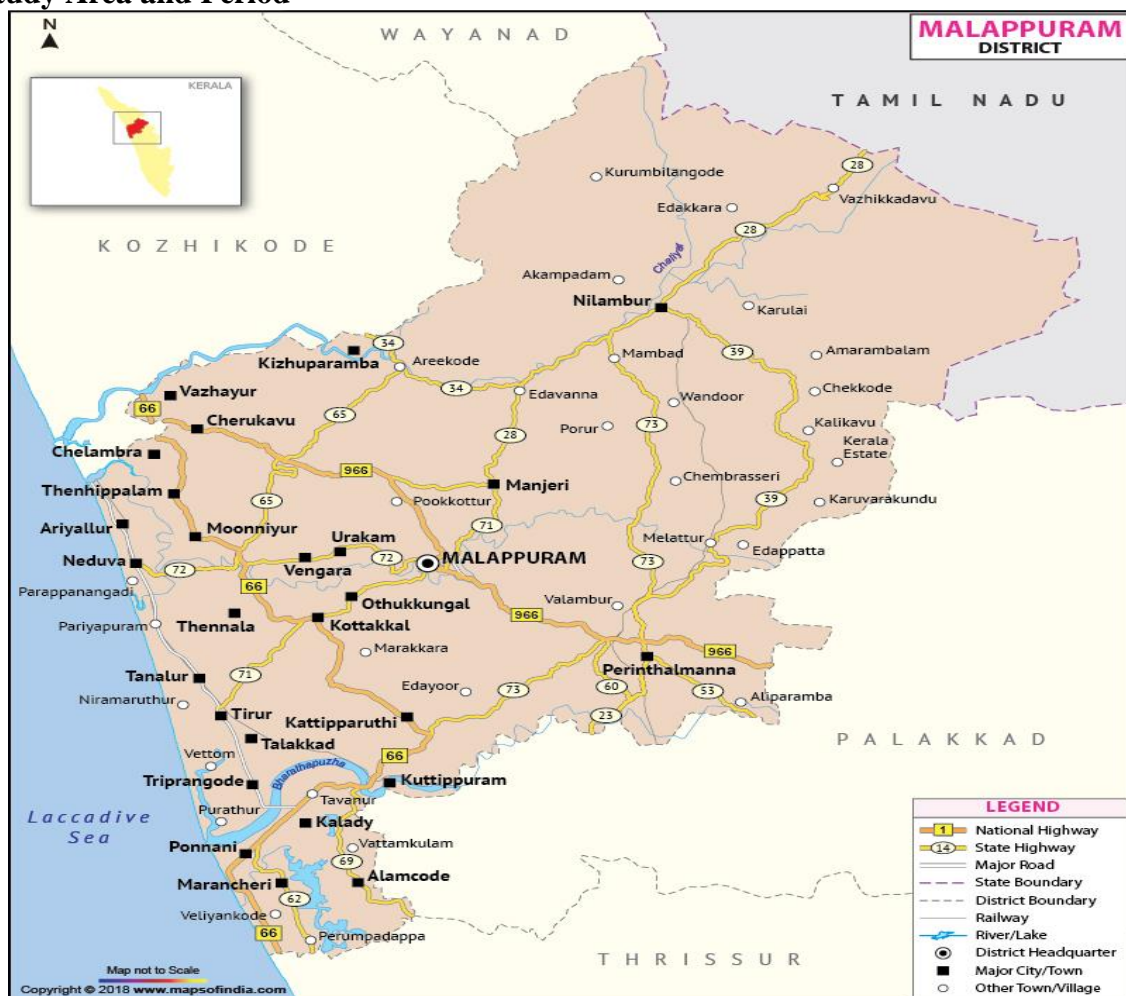 tudy Area and Period
N
WAYANAD
MALAPPURAM
DISTRICT
KERALA
TAMIL NADU
28
Kurumbilangode
Vazhikkadavu
Edakkara
28
KOZHIKODE
Chaliyal
Akampadam
Nilambur
Karulai
34
Kizhuparamba
Areekode
Mambad
39
Amarambalam
34
Vazhayur
Edavanna
Chekkode
66
65
Wandoor
Cherukavu
28
Porur
73
Kalikavu
Kerala
Estate
Chelambra
966
Chembrasseri
Thenhippalam
Manjeri
65
Pookkottur
39
Karuvarakundu
Ariyallur
Moonniyur
71
Urakam
Melattur
Edappatta
Neduva
72
Vengara
72
MALAPPURAM
73
Parappanangadi
66
Othukkungal
Valambur
Pariyapuram
Thennala
Kottakkal
966
966
Marakkara
Perinthalmanna
Tanalur
71
Edayoor
73
60
53
Aliparamba
Niramaruthur
Tirur
Kattipparuthi
23
Talakkad
Vettom
66
PALAKKAD
Bharathapuzha
Triprangode
Kuttippuram
Tavanur
Purathur
Laccadive
Sea
Kalady
Ponnani
Vattamkulam
69
Marancheri
Alamcode
62
Veliyankode
66
Perumpadappa
THRISSUR
LEGEND
1 National Highway
14 State Highway
Major Road
State Boundary
District Boundary
Railway
River/Lake
District Headquarter
Major City/Town
Other Town/Village
Map not to Scale
Copyright © 2018 www.mapsofindia.com